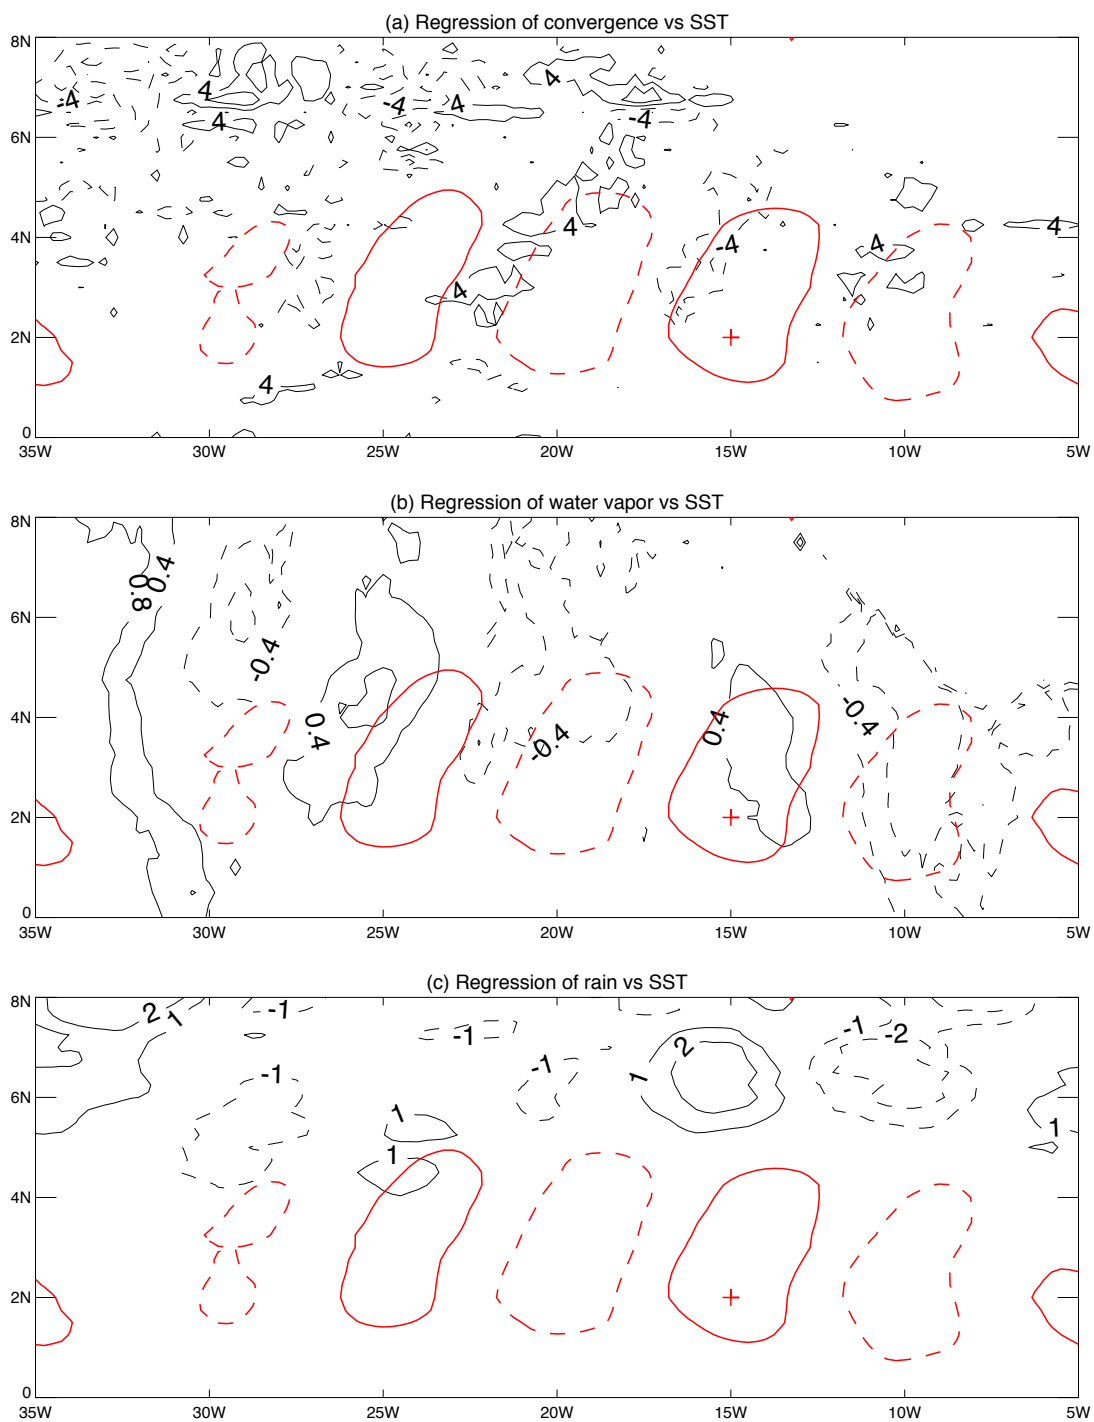 (a) Regression of convergence vs SST
8N
4
4
-4
4
-4
4
4
-4
6N
4
-4
4
4
4N
4
2N
4
0
35W 30W 25W 20W 15W 10W 5W
(b) Regression of water vapor vs SST
8N
0.4
0.8
6N
-0.4
0.4
-0.4
0.4
-0.4
4N
2N
0
35W 30W 25W 20W 15W 10W 5W
(c) Regression of rain vs SST
8N
2
1
-1
-1
-1
-2
2
-1
1
-1
6N
1
1
1
4N
2N
0
35W 30W 25W 20W 15W 10W 5W